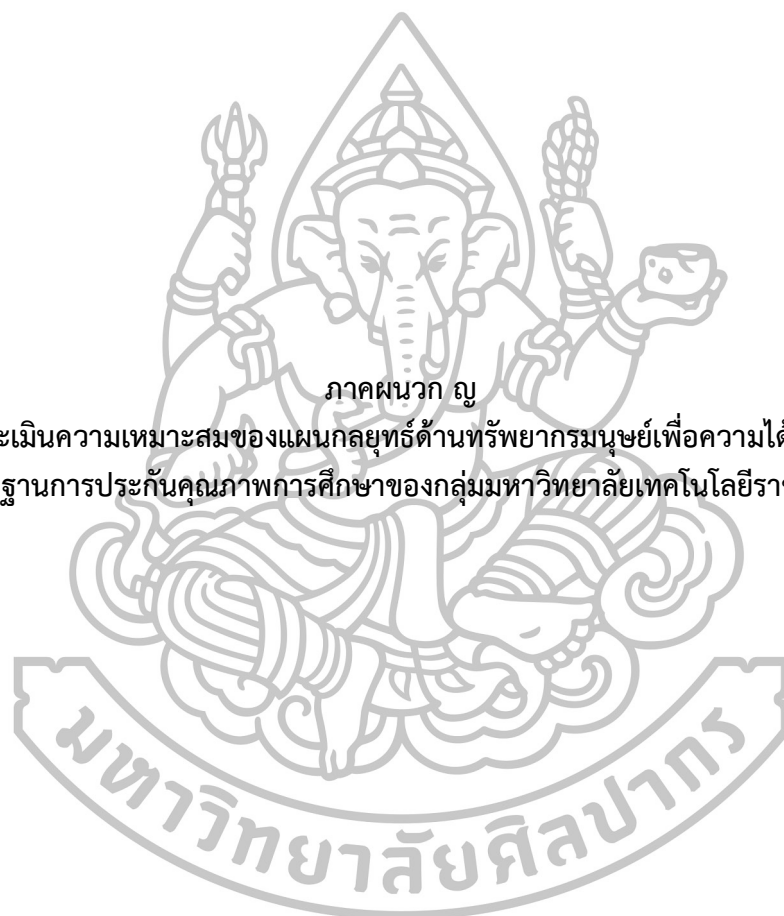 ภาคผนวก ญ
ะเมินความเหมาะสมของแผนกลยุทธ์ด้านทรัพยากรมนุษย์เพื่อความได้
ฐานการประกันคุณภาพการศึกษาของกลุ่มมหาวิทยาลัยเทคโนโลยีรา
มหาวิทยาลัยศิลปากร